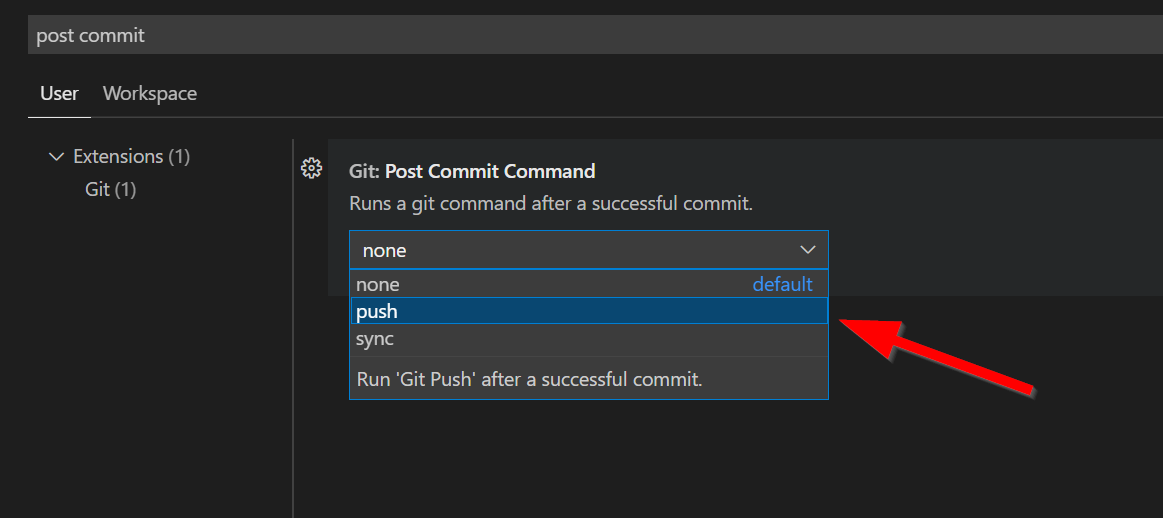 post commit
User Workspace
Extensions (1)
Git (1)
Git: Post Commit Command
Runs a git command after a successful commit.
none
none default
push
sync
Run 'Git Push' after a successful commit.